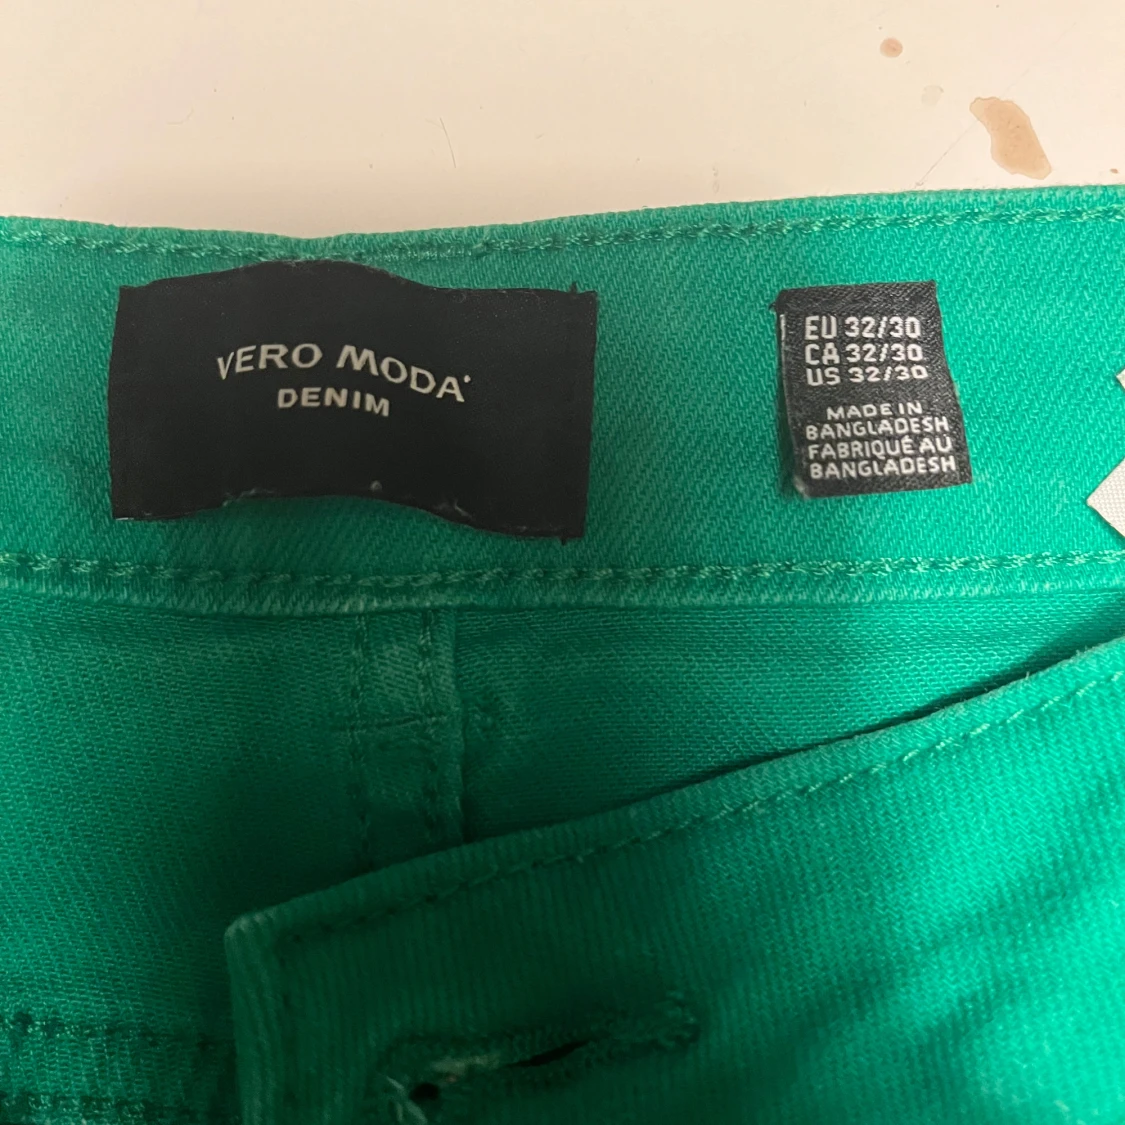 VERO MODA
DENIM
EU 32/30
CA 32/30
US 32/30
MADE IN
BANGLADESH
FABRIQUÉ AU
BANGLADESH